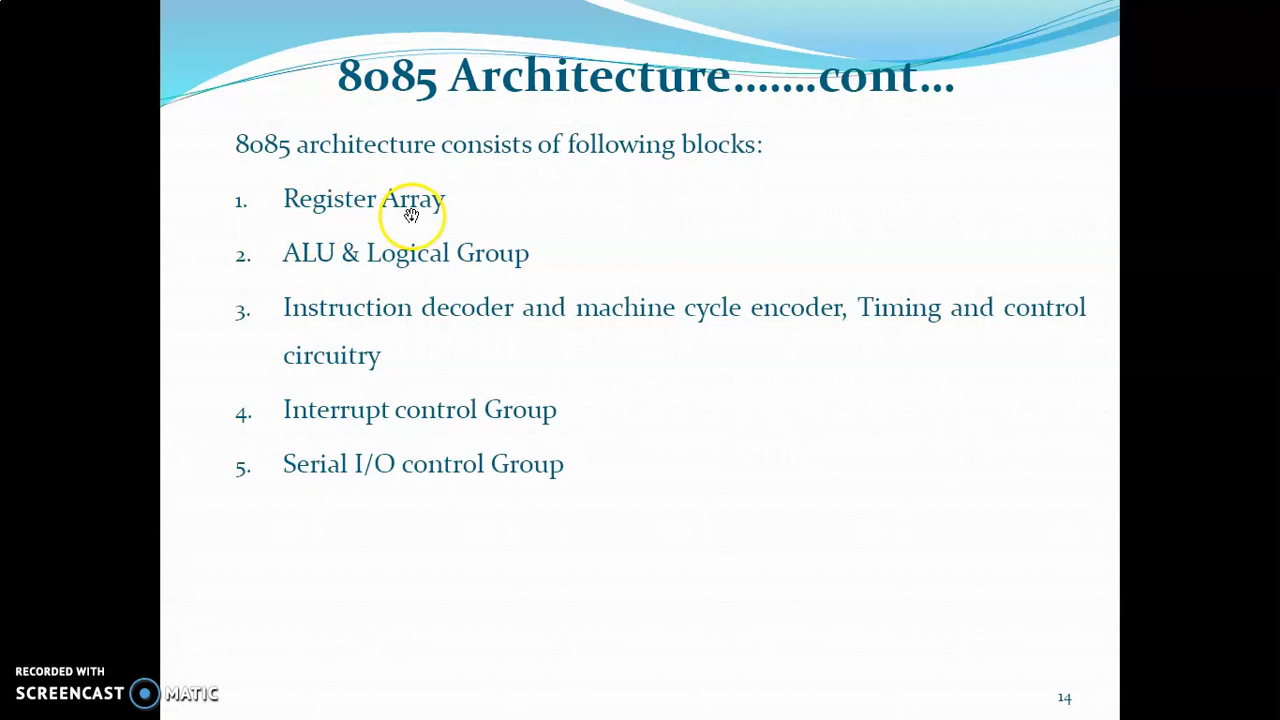 8085 Architecture.......cont...
8085 architecture consists of following blocks:
1. Register Array
2. ALU & Logical Group
3. Instruction decoder and machine cycle encoder, Timing and control
circuitry
4. Interrupt control Group
5. Serial I/O control Group
RECORDED WITH
SCREENCAST MATIC
14